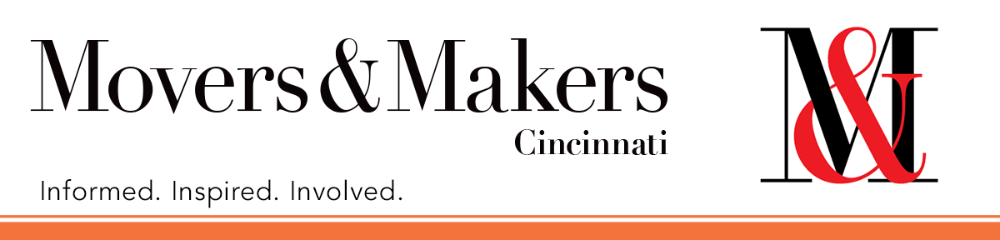 Movers & Makers
Cincinnati
Informed. Inspired. Involved.
M&